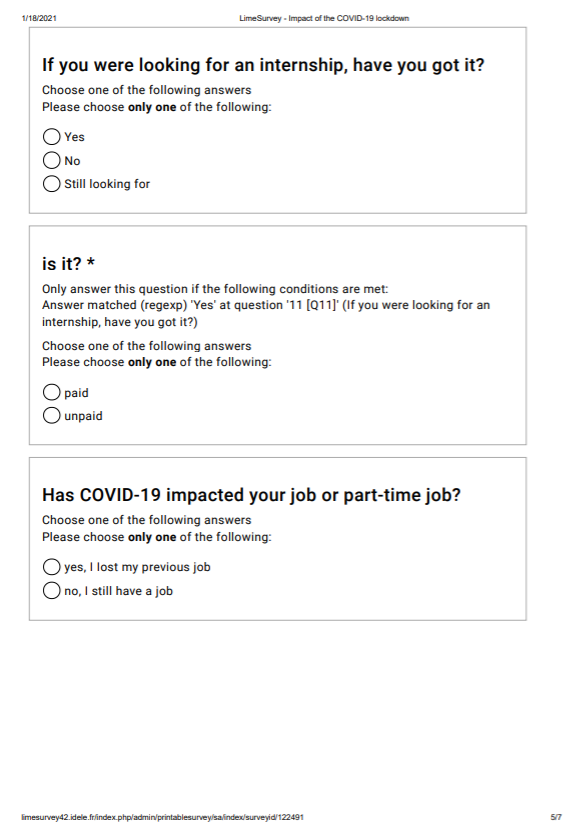 1/18/2021 LimeSurvey - Impact of the COVID-19 lockdown
If you were looking for an internship, have you got it?
Choose one of the following answers
Please choose only one of the following:
Yes
No
Still looking for
is it? *
Only answer this question if the following conditions are met:
Answer matched (regexp) 'Yes' at question '11 [Q11]' (If you were looking for an
internship, have you got it?)
Choose one of the following answers
Please choose only one of the following:
paid
unpaid
Has COVID-19 impacted your job or part-time job?
Choose one of the following answers
Please choose only one of the following:
yes, I lost my previous job
no, I still have a job
limesurvey42.idele.fr/index.php/admin/printablesurvey/sa/index/surveyid/122491 5/7